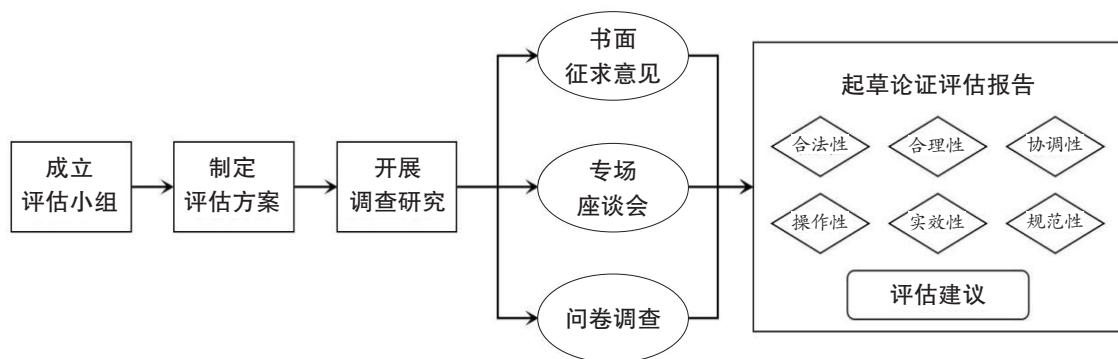 成立
评估小组
制定
评估方案
开展
调查研究
书面
征求意见
专场
座谈会
问卷调查
起草论证评估报告
合法性
合理性
协调性
操作性
实效性
规范性
评估建议